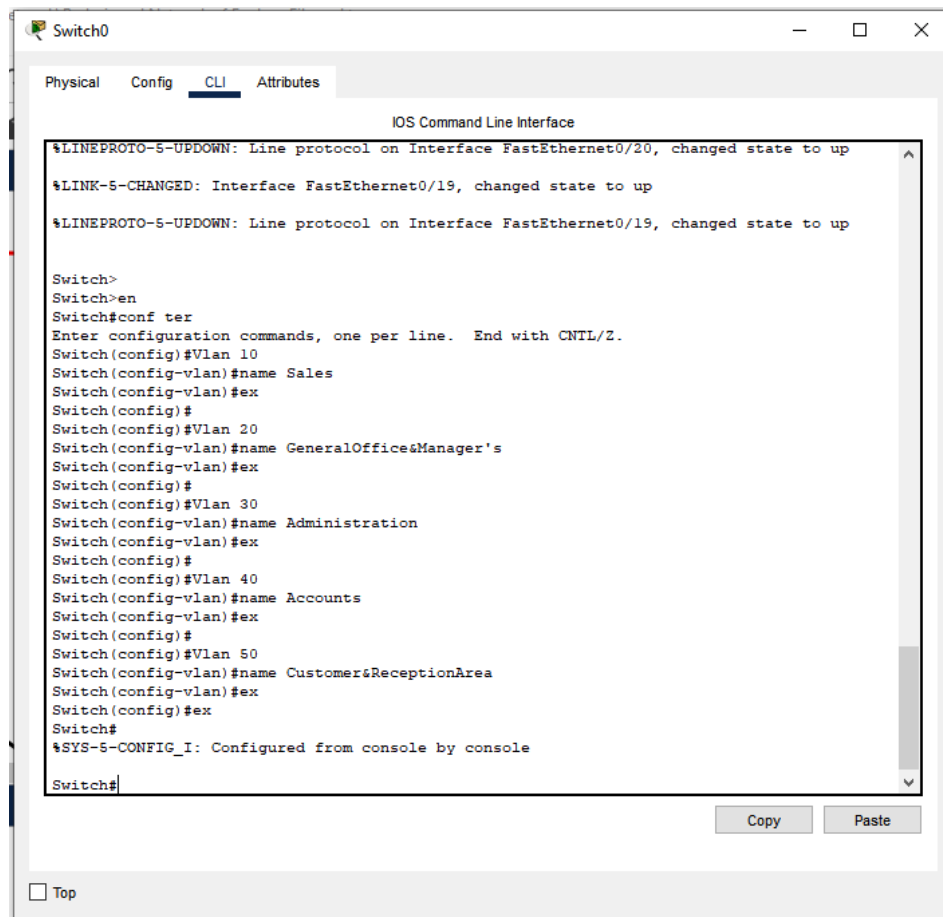 Switch0
Physical Config CLI Attributes
IOS Command Line Interface
%LINEPROTO-5-UPDOWN: Line protocol on Interface FastEthernet0/20, changed state to up
%LINK-5-CHANGED: Interface FastEthernet0/19, changed state to up
%LINEPROTO-5-UPDOWN: Line protocol on Interface FastEthernet0/19, changed state to up
Switch>
Switch>en
Switch#conf ter
Enter configuration commands, one per line. End with CNTL/Z.
Switch(config)#Vlan 10
Switch(config-vlan)#name Sales
Switch(config-vlan)#ex
Switch(config)#
Switch(config)#Vlan 20
Switch(config-vlan)#name GeneralOffice&Manager's
Switch(config-vlan)#ex
Switch(config)#
Switch(config)#Vlan 30
Switch(config-vlan)#name Administration
Switch(config-vlan)#ex
Switch(config)#
Switch(config)#Vlan 40
Switch(config-vlan)#name Accounts
Switch(config-vlan)#ex
Switch(config)#
Switch(config)#Vlan 50
Switch(config-vlan)#name Customer&ReceptionArea
Switch(config-vlan)#ex
Switch(config)#ex
Switch#
%SYS-5-CONFIG_I: Configured from console by console
Switch#
Copy Paste
Top